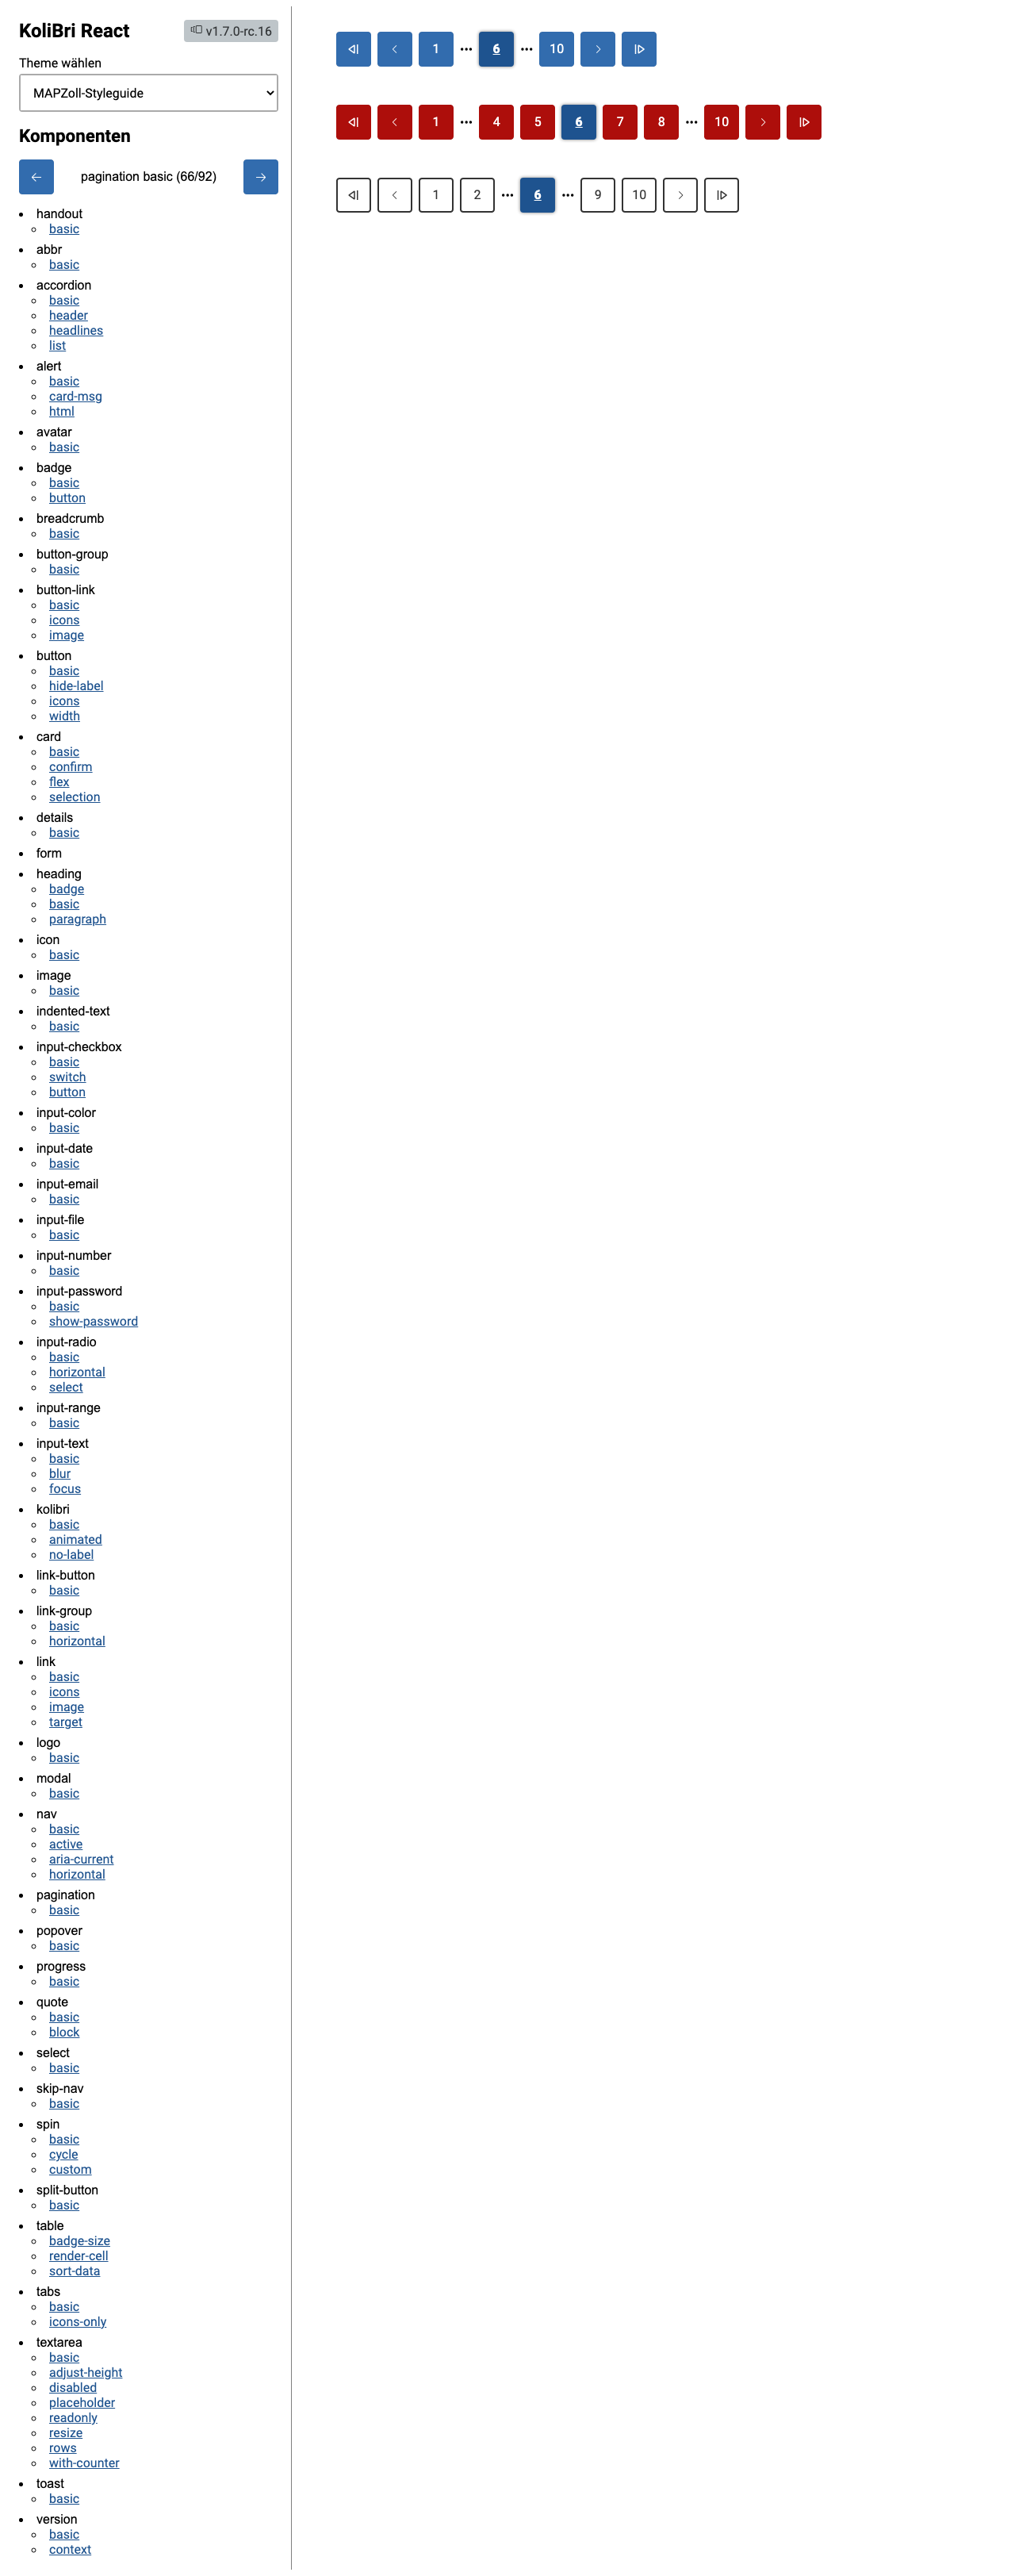 KoliBri React
v1.7.0-rc.16
Theme wählen
MAPZoll-Styleguide
Komponenten
pagination basic (66/92)
handout
basic
abbr
basic
accordion
basic
header
headlines
list
alert
basic
card-msg
html
avatar
basic
badge
basic
button
breadcrumb
basic
button-group
basic
button-link
basic
icons
image
button
basic
hide-label
icons
width
card
basic
confirm
flex
selection
details
basic
form
heading
badge
basic
paragraph
icon
basic
image
basic
indented-text
basic
input-checkbox
basic
switch
button
input-color
basic
input-date
basic
input-email
basic
input-file
basic
input-number
basic
input-password
basic
show-password
input-radio
basic
horizontal
select
input-range
basic
input-text
basic
blur
focus
kolibri
basic
animated
no-label
link-button
basic
link-group
basic
horizontal
link
basic
icons
image
target
logo
basic
modal
basic
nav
basic
active
aria-current
horizontal
pagination
basic
popover
basic
progress
basic
quote
basic
block
select
basic
skip-nav
basic
spin
basic
cycle
custom
split-button
basic
table
badge-size
render-cell
sort-data
tabs
basic
icons-only
textarea
basic
adjust-height
disabled
placeholder
readonly
resize
rows
with-counter
toast
basic
version
basic
context
1 ••• 6 ••• 10
1 ••• 4 5 6 7 8 ••• 10
1 2 ••• 6 ••• 9 10